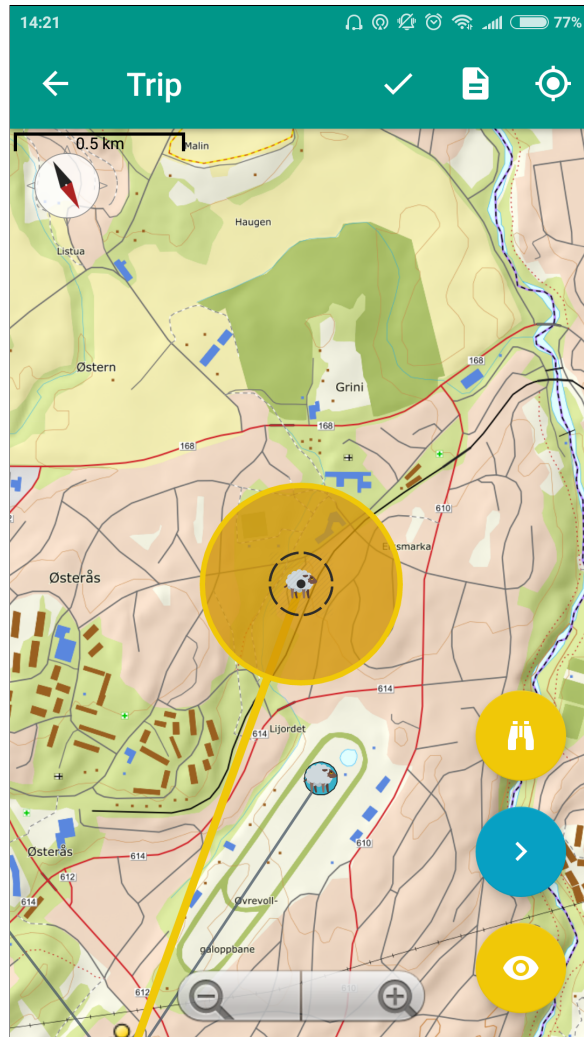 14:21
77%
Trip
0.5 km
Malin
Haugen
Listua
Østern
168
Grini
168
168
610
Østerås
614
614
Lijordet
610
Østerås
614
612
614
Øvrevoll-
galoppbane
612